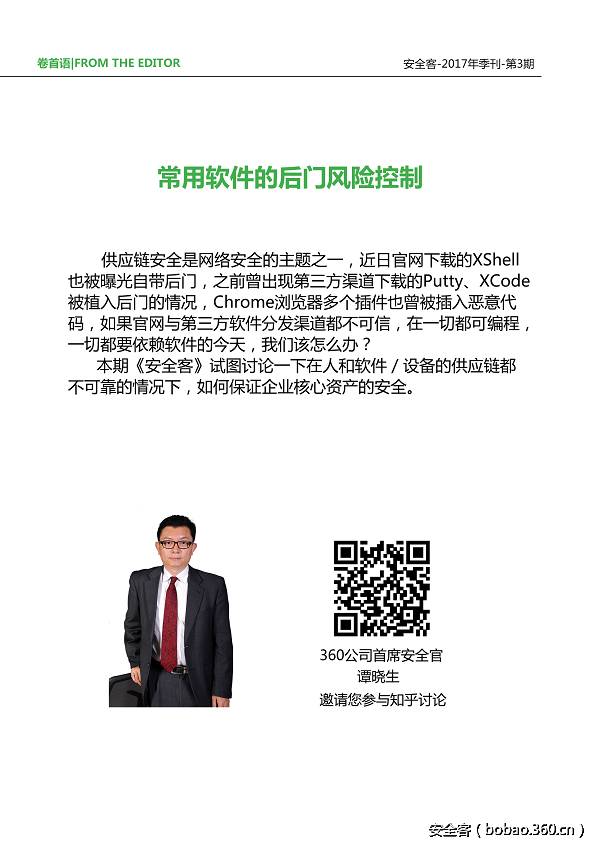 卷首语|FROM THE EDITOR
安全客-2017年季刊-第3期
常用软件的后门风险控制
供应链安全是网络安全的主题之一，近日官网下载的XShell
也被曝光自带后门，之前曾出现第三方渠道下载的Putty、XCode
被植入后门的情况，Chrome浏览器多个插件也曾被插入恶意代
码，如果官网与第三方软件分发渠道都不可信，在一切都可编程，
一切都要依赖软件的今天，我们该怎么办？
本期《安全客》试图讨论一下在人和软件／设备的供应链都
不可靠的情况下，如何保证企业核心资产的安全。
360公司首席安全官
谭晓生
邀请您参与知乎讨论
安全客（bobao.360.cn）